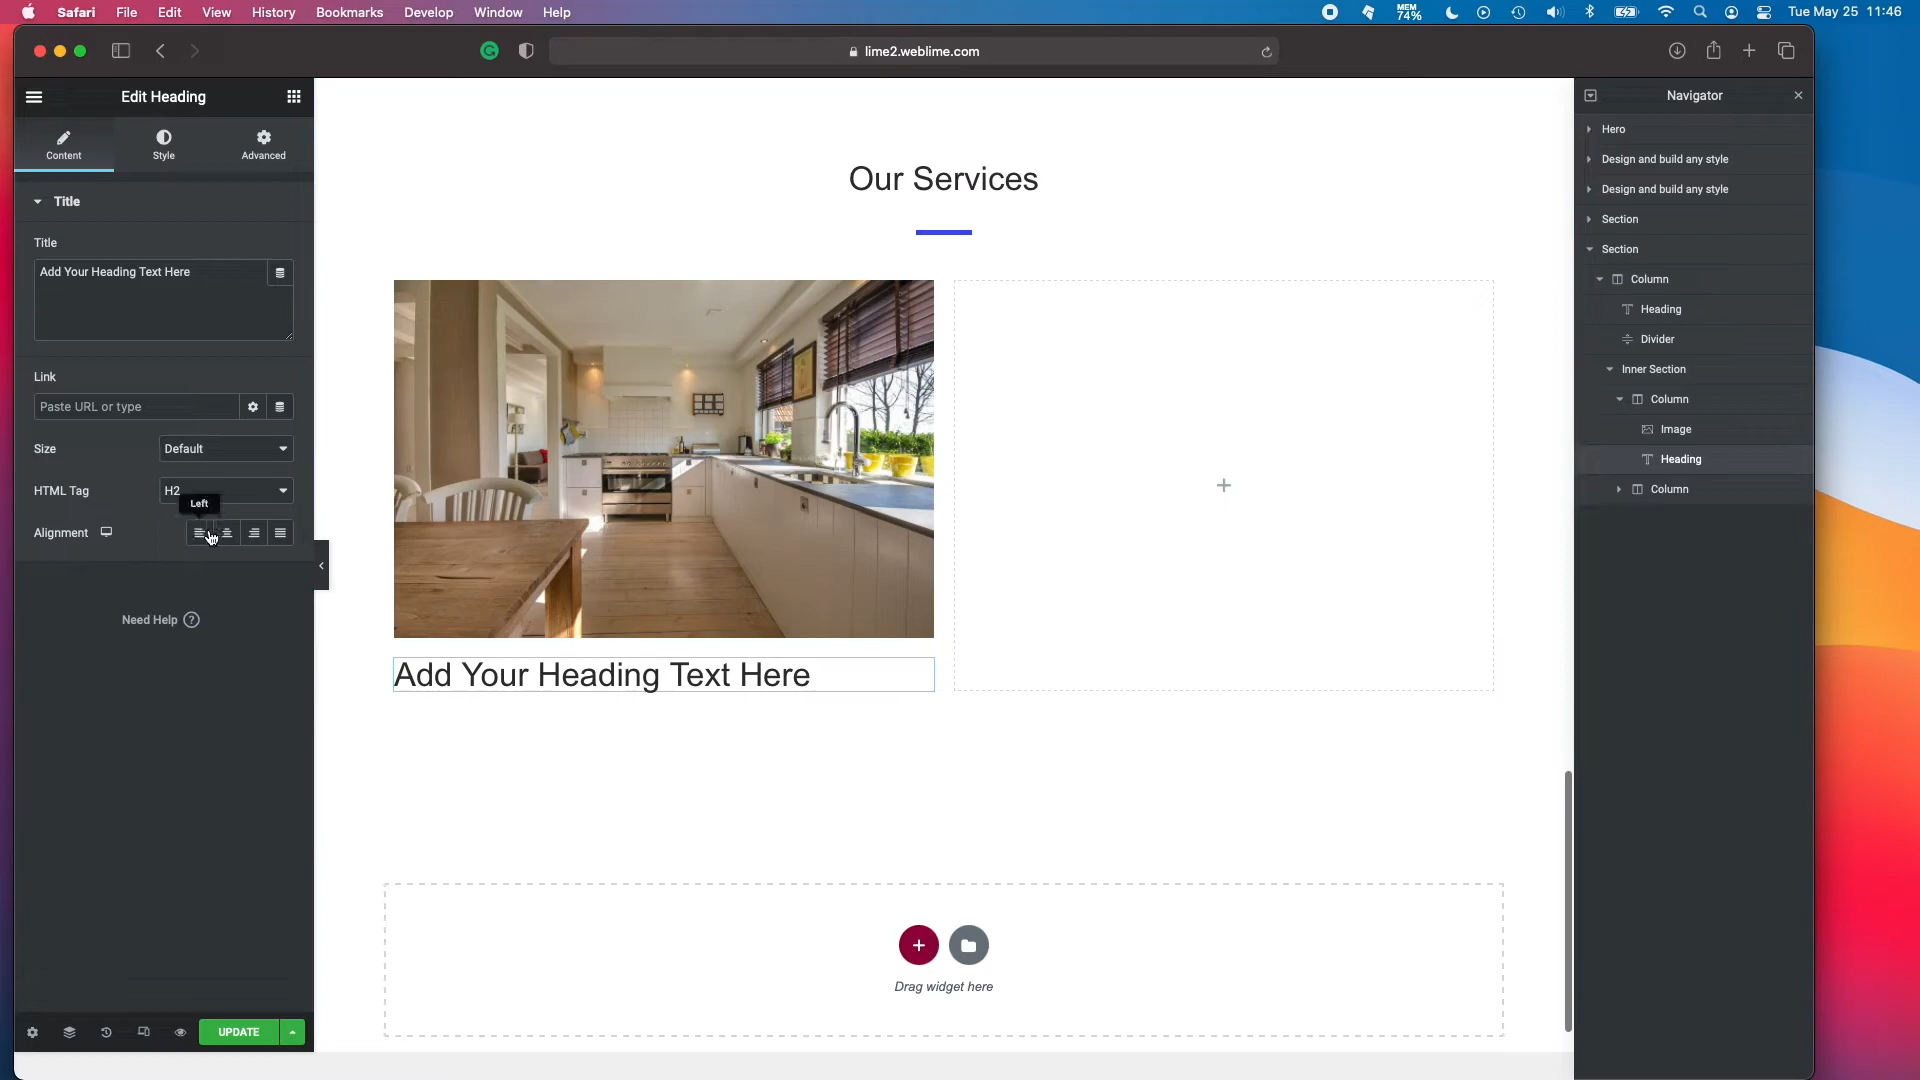 Safari File Edit View History Bookmarks Develop Window Help MEM 74% Tue May 25 11:46
lime2.weblime.com
Edit Heading
Content Style Advanced
Title
Title
Add Your Heading Text Here
Link
Paste URL or type
Size Default
HTML Tag H2
Left
Alignment
Need Help ?
UPDATE
Our Services
Add Your Heading Text Here
Drag widget here
Navigator
Hero
Design and build any style
Design and build any style
Section
Section
Column
Heading
Divider
Inner Section
Column
Image
Heading
Column